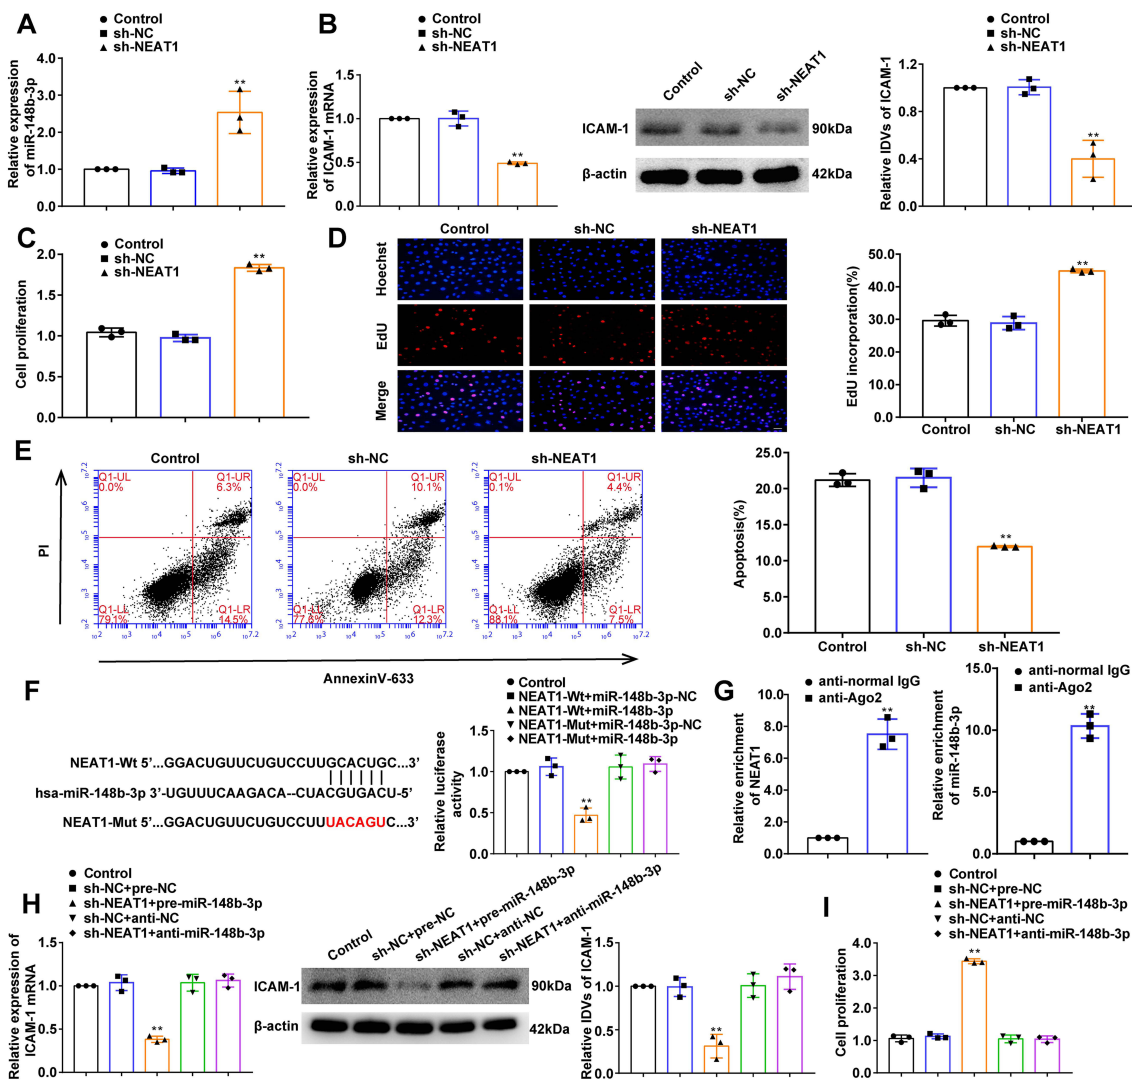 A
Control
sh-NC
sh-NEAT1
Relative expression
of miR-148b-3p
4.0
3.0
2.0
1.0
0.0
**
B
Control
sh-NC
sh-NEAT1
Relative expression
of ICAM-1 mRNA
1.5
1.0
0.5
0.0
**
Control
sh-NC
sh-NEAT1
ICAM-1
90kDa
β-actin
42kDa
Control
sh-NC
sh-NEAT1
Relative IDVs of ICAM-1
1.2
0.8
0.4
0.0
**
C
Control
sh-NC
sh-NEAT1
Cell proliferation
2.0
1.5
1.0
0.0
**
D
Control
sh-NC
sh-NEAT1
Hoechst
EdU
Merge
EdU incorporation(%)
50.0
40.0
30.0
20.0
10.0
0.0
**
Control
sh-NC
sh-NEAT1
E
PI
Control
Q1-UL
0.0%
Q1-UR
6.3%
Q1-LL
79.1%
Q1-LR
14.5%
sh-NC
Q1-UL
0.0%
Q1-UR
10.1%
Q1-LL
77.6%
Q1-LR
12.3%
sh-NEAT1
Q1-UL
0.1%
Q1-UR
4.4%
Q1-LL
88.1%
Q1-LR
7.5%
AnnexinV-633
Apoptosis(%)
25.0
20.0
15.0
10.0
5.0
0.0
**
Control
sh-NC
sh-NEAT1
F
NEAT1-Wt 5’...GGACUGUUCUGUCCUUGCACUGC...3’
hsa-miR-148b-3p 3’-UGUUUCAAGACA--CUACGUGACU-5’
NEAT1-Mut 5’...GGACUGUUCUGUCCUUUACAGUC...3’
Control
NEAT1-Wt+miR-148b-3p-NC
NEAT1-Wt+miR-148b-3p
NEAT1-Mut+miR-148b-3p-NC
NEAT1-Mut+miR-148b-3p
Relative luciferase
activity
1.5
1.0
0.5
0.0
**
G
anti-normal IgG
anti-Ago2
Relative enrichment
of NEAT1
10.0
8.0
6.0
4.0
2.0
0.0
**
anti-normal IgG
anti-Ago2
Relative enrichment
of miR-148b-3p
15.0
10.0
5.0
0.0
**
H
Control
sh-NC+pre-NC
sh-NEAT1+pre-miR-148b-3p
sh-NC+anti-NC
sh-NEAT1+anti-miR-148b-3p
Relative expression of
ICAM-1 mRNA
1.5
1.0
0.5
0.0
**
Control
sh-NC+pre-NC
sh-NEAT1+pre-miR-148b-3p
sh-NC+anti-NC
sh-NEAT1+anti-miR-148b-3p
ICAM-1
90kDa
β-actin
42kDa
Relative IDVs of ICAM-1
1.5
1.0
0.5
0.0
**
I
Control
sh-NC+pre-NC
sh-NEAT1+pre-miR-148b-3p
sh-NC+anti-NC
sh-NEAT1+anti-miR-148b-3p
Cell proliferation
4.0
3.0
2.0
1.0
0.0
**